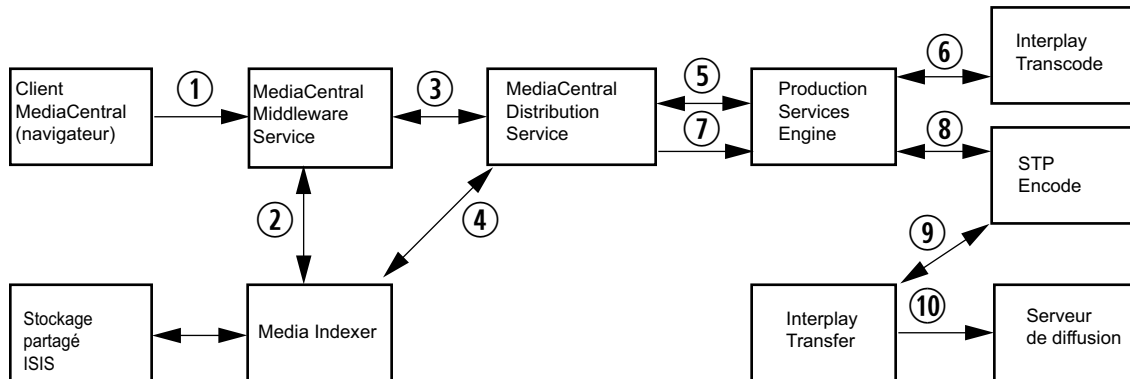 Client
MediaCentral
(navigateur)
①
MediaCentral
Middleware
Service
③
MediaCentral
Distribution
Service
⑤
⑦
Production
Services
Engine
⑥
Interplay
Transcode
⑧
STP
Encode
②
④
⑨
Stockage
partagé
ISIS
Media Indexer
Interplay
Transfer
⑩
Serveur
de diffusion